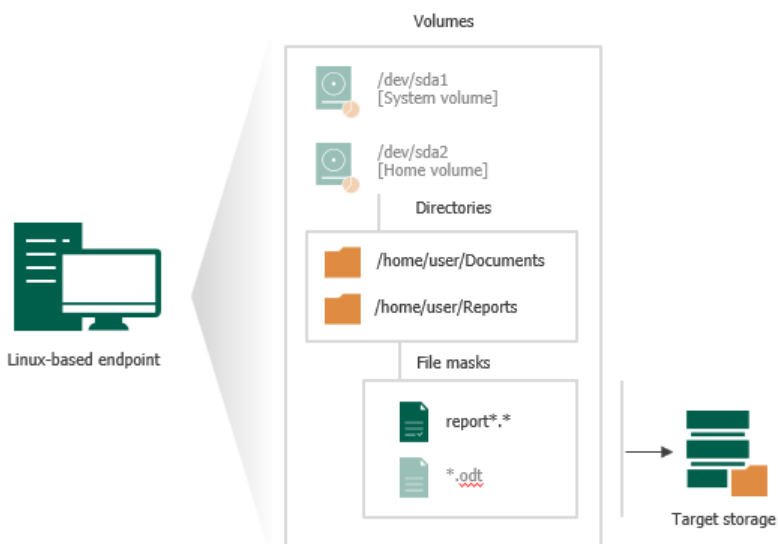 Volumes
/dev/sda1
[System volume]
/dev/sda2
[Home volume]
Directories
/home/user/Documents
/home/user/Reports
Linux-based endpoint
File masks
report*.*
*.odt
Target storage